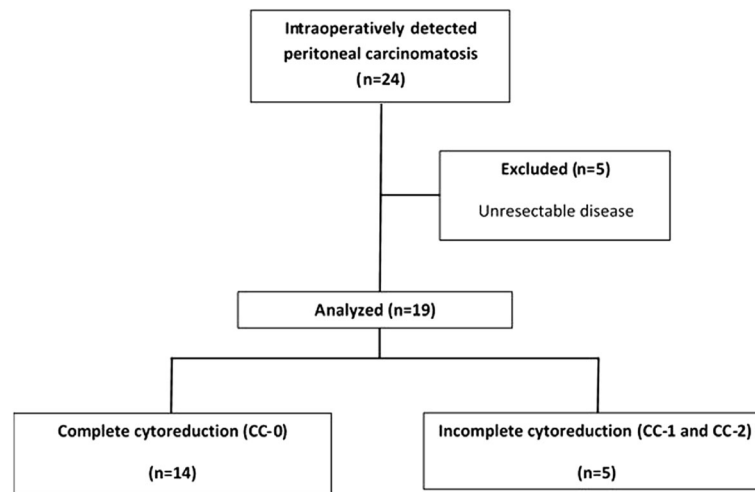 Intraoperatively detected
peritoneal carcinomatosis
(n=24)
Excluded (n=5)
Unresectable disease
Analyzed (n=19)
Complete cytoreduction (CC-0)
(n=14)
Incomplete cytoreduction (CC-1 and CC-2)
(n=5)